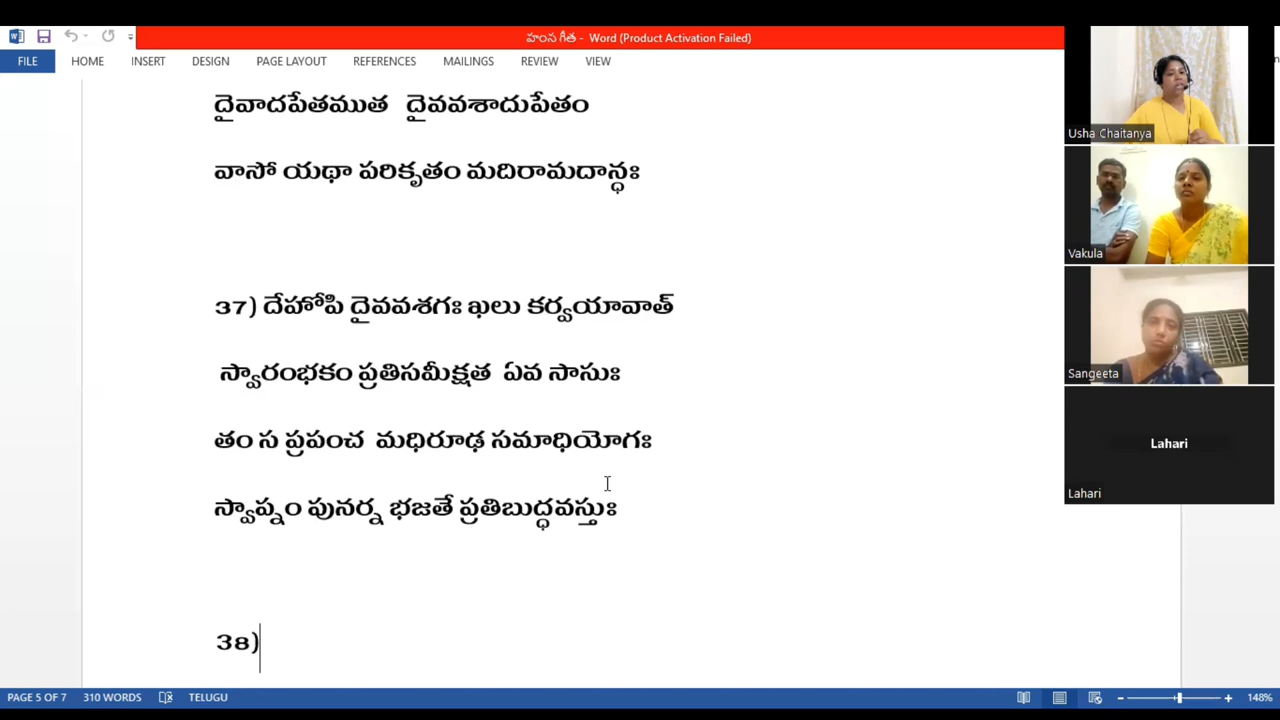 హంస గీత - Word (Product Activation Failed)
FILE HOME INSERT DESIGN PAGE LAYOUT REFERENCES MAILINGS REVIEW VIEW
దైవాదపేతముత దైవవశాదుపేతం
వాసో యథా పరికృతం మదిరామదాన్ధః
37) దేహోపి దైవవశగః ఖలు కర్వయావాత్
స్వారంభకం ప్రతిసమీక్షత ఏవ సాసుః
తం స ప్రపంచ మధిరూఢ సమాధియోగః
స్వాప్నం పునర్న భజతే ప్రతిబుద్ధవస్తుః
38)
Usha Chaitanya
Vakula
Sangeeta
Lahari
Lahari
PAGE 5 OF 7 310 WORDS TELUGU 148%